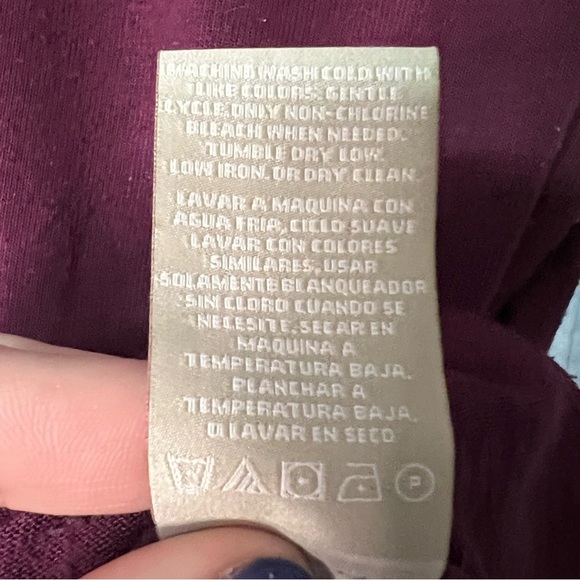 MACHINE WASH COLD WITH
LIKE COLORS, GENTLE
CYCLE. ONLY NON-CHLORINE
BLEACH WHEN NEEDED.
TUMBLE DRY LOW.
LOW IRON. OR DRY CLEAN.
LAVAR A MAQUINA CON
AGUA FRIA, CICLO SUAVE
LAVAR CON COLORES
SIMILARES, USAR
SOLAMENTE BLANQUEADOR
SIN CLORO CUANDO SE
NECESITE. SECAR EN
MAQUINA A
TEMPERATURA BAJA.
PLANCHAR A
TEMPERATURA BAJA.
O LAVAR EN SECO
P